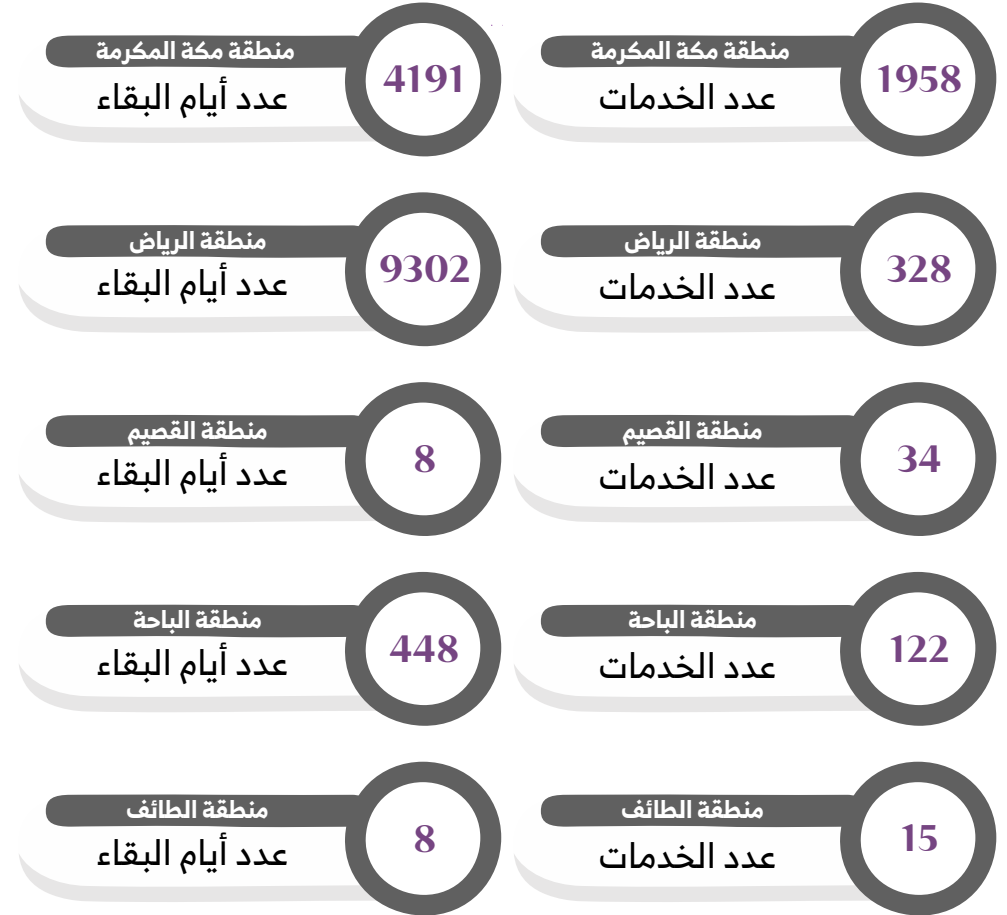 منطقة مكة المكرمة
1958
عدد الخدمات
منطقة مكة المكرمة
4191
عدد أيام البقاء
منطقة الرياض
328
عدد الخدمات
منطقة الرياض
9302
عدد أيام البقاء
منطقة القصيم
34
عدد الخدمات
منطقة القصيم
8
عدد أيام البقاء
منطقة الباحة
122
عدد الخدمات
منطقة الباحة
448
عدد أيام البقاء
منطقة الطائف
15
عدد الخدمات
منطقة الطائف
8
عدد أيام البقاء